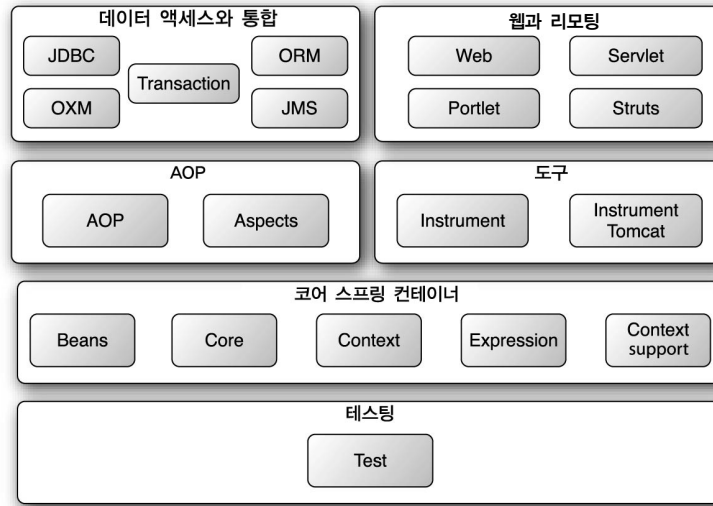 데이터 액세스와 통합
JDBC
ORM
Transaction
OXM
JMS
웹과 리모팅
Web
Servlet
Portlet
Struts
AOP
AOP
Aspects
도구
Instrument
Instrument
Tomcat
코어 스프링 컨테이너
Beans
Core
Context
Expression
Context
support
테스팅
Test